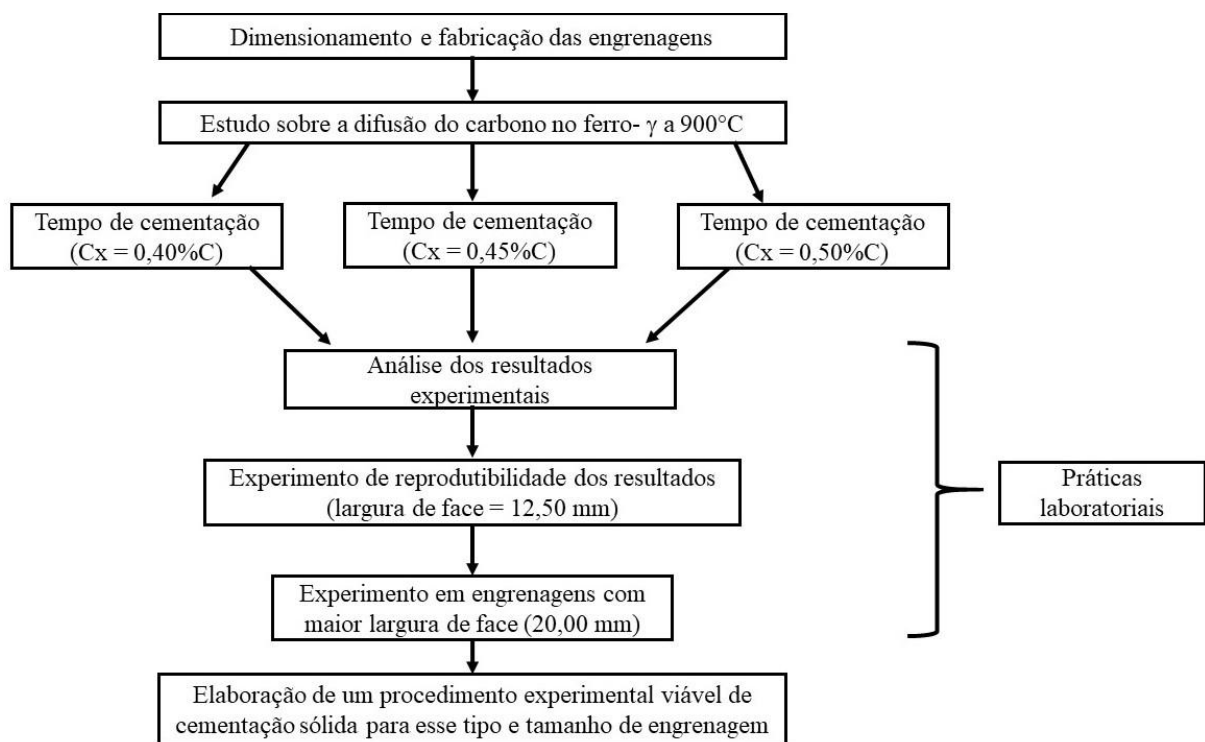 Dimensionamento e fabricação das engrenagens
Estudo sobre a difusão do carbono no ferro- γ a 900°C
Tempo de cementação
(Cx = 0,40%C)
Tempo de cementação
(Cx = 0,45%C)
Tempo de cementação
(Cx = 0,50%C)
Análise dos resultados
experimentais
Experimento de reprodutibilidade dos resultados
(largura de face = 12,50 mm)
Práticas
laboratoriais
Experimento em engrenagens com
maior largura de face (20,00 mm)
Elaboração de um procedimento experimental viável de
cementação sólida para esse tipo e tamanho de engrenagem